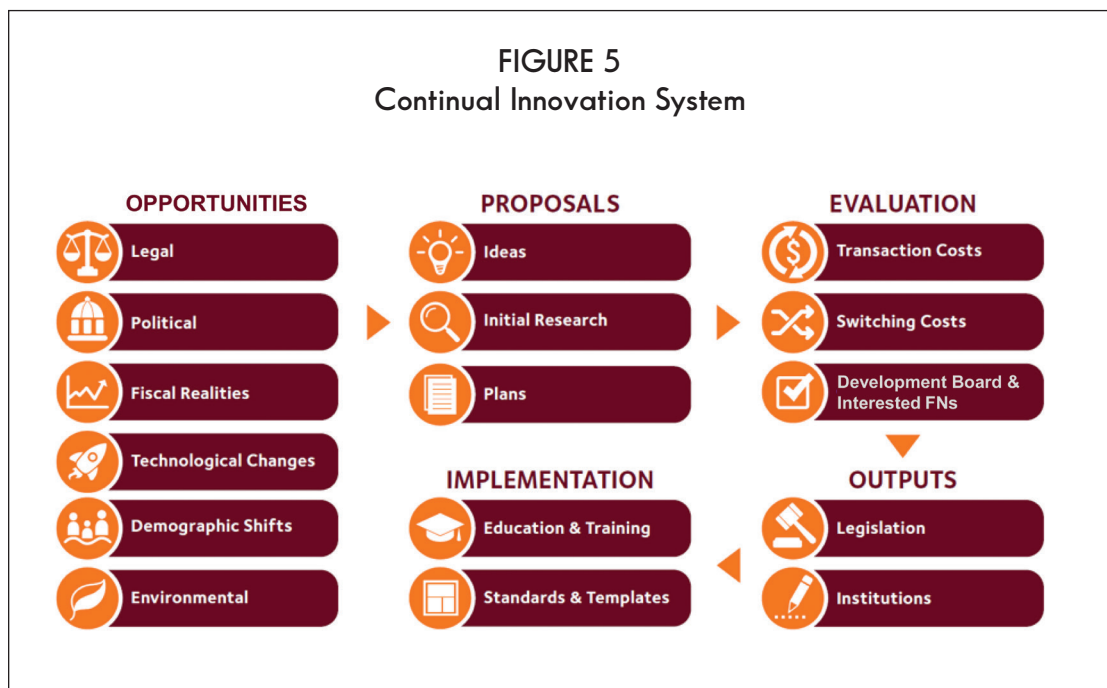 FIGURE 5
Continual Innovation System
OPPORTUNITIES
Legal
Political
Fiscal Realities
Technological Changes
Demographic Shifts
Environmental
PROPOSALS
Ideas
Initial Research
Plans
EVALUATION
$
Transaction Costs
Switching Costs
Development Board &
Interested FNs
OUTPUTS
Legislation
Institutions
IMPLEMENTATION
Education & Training
Standards & Templates